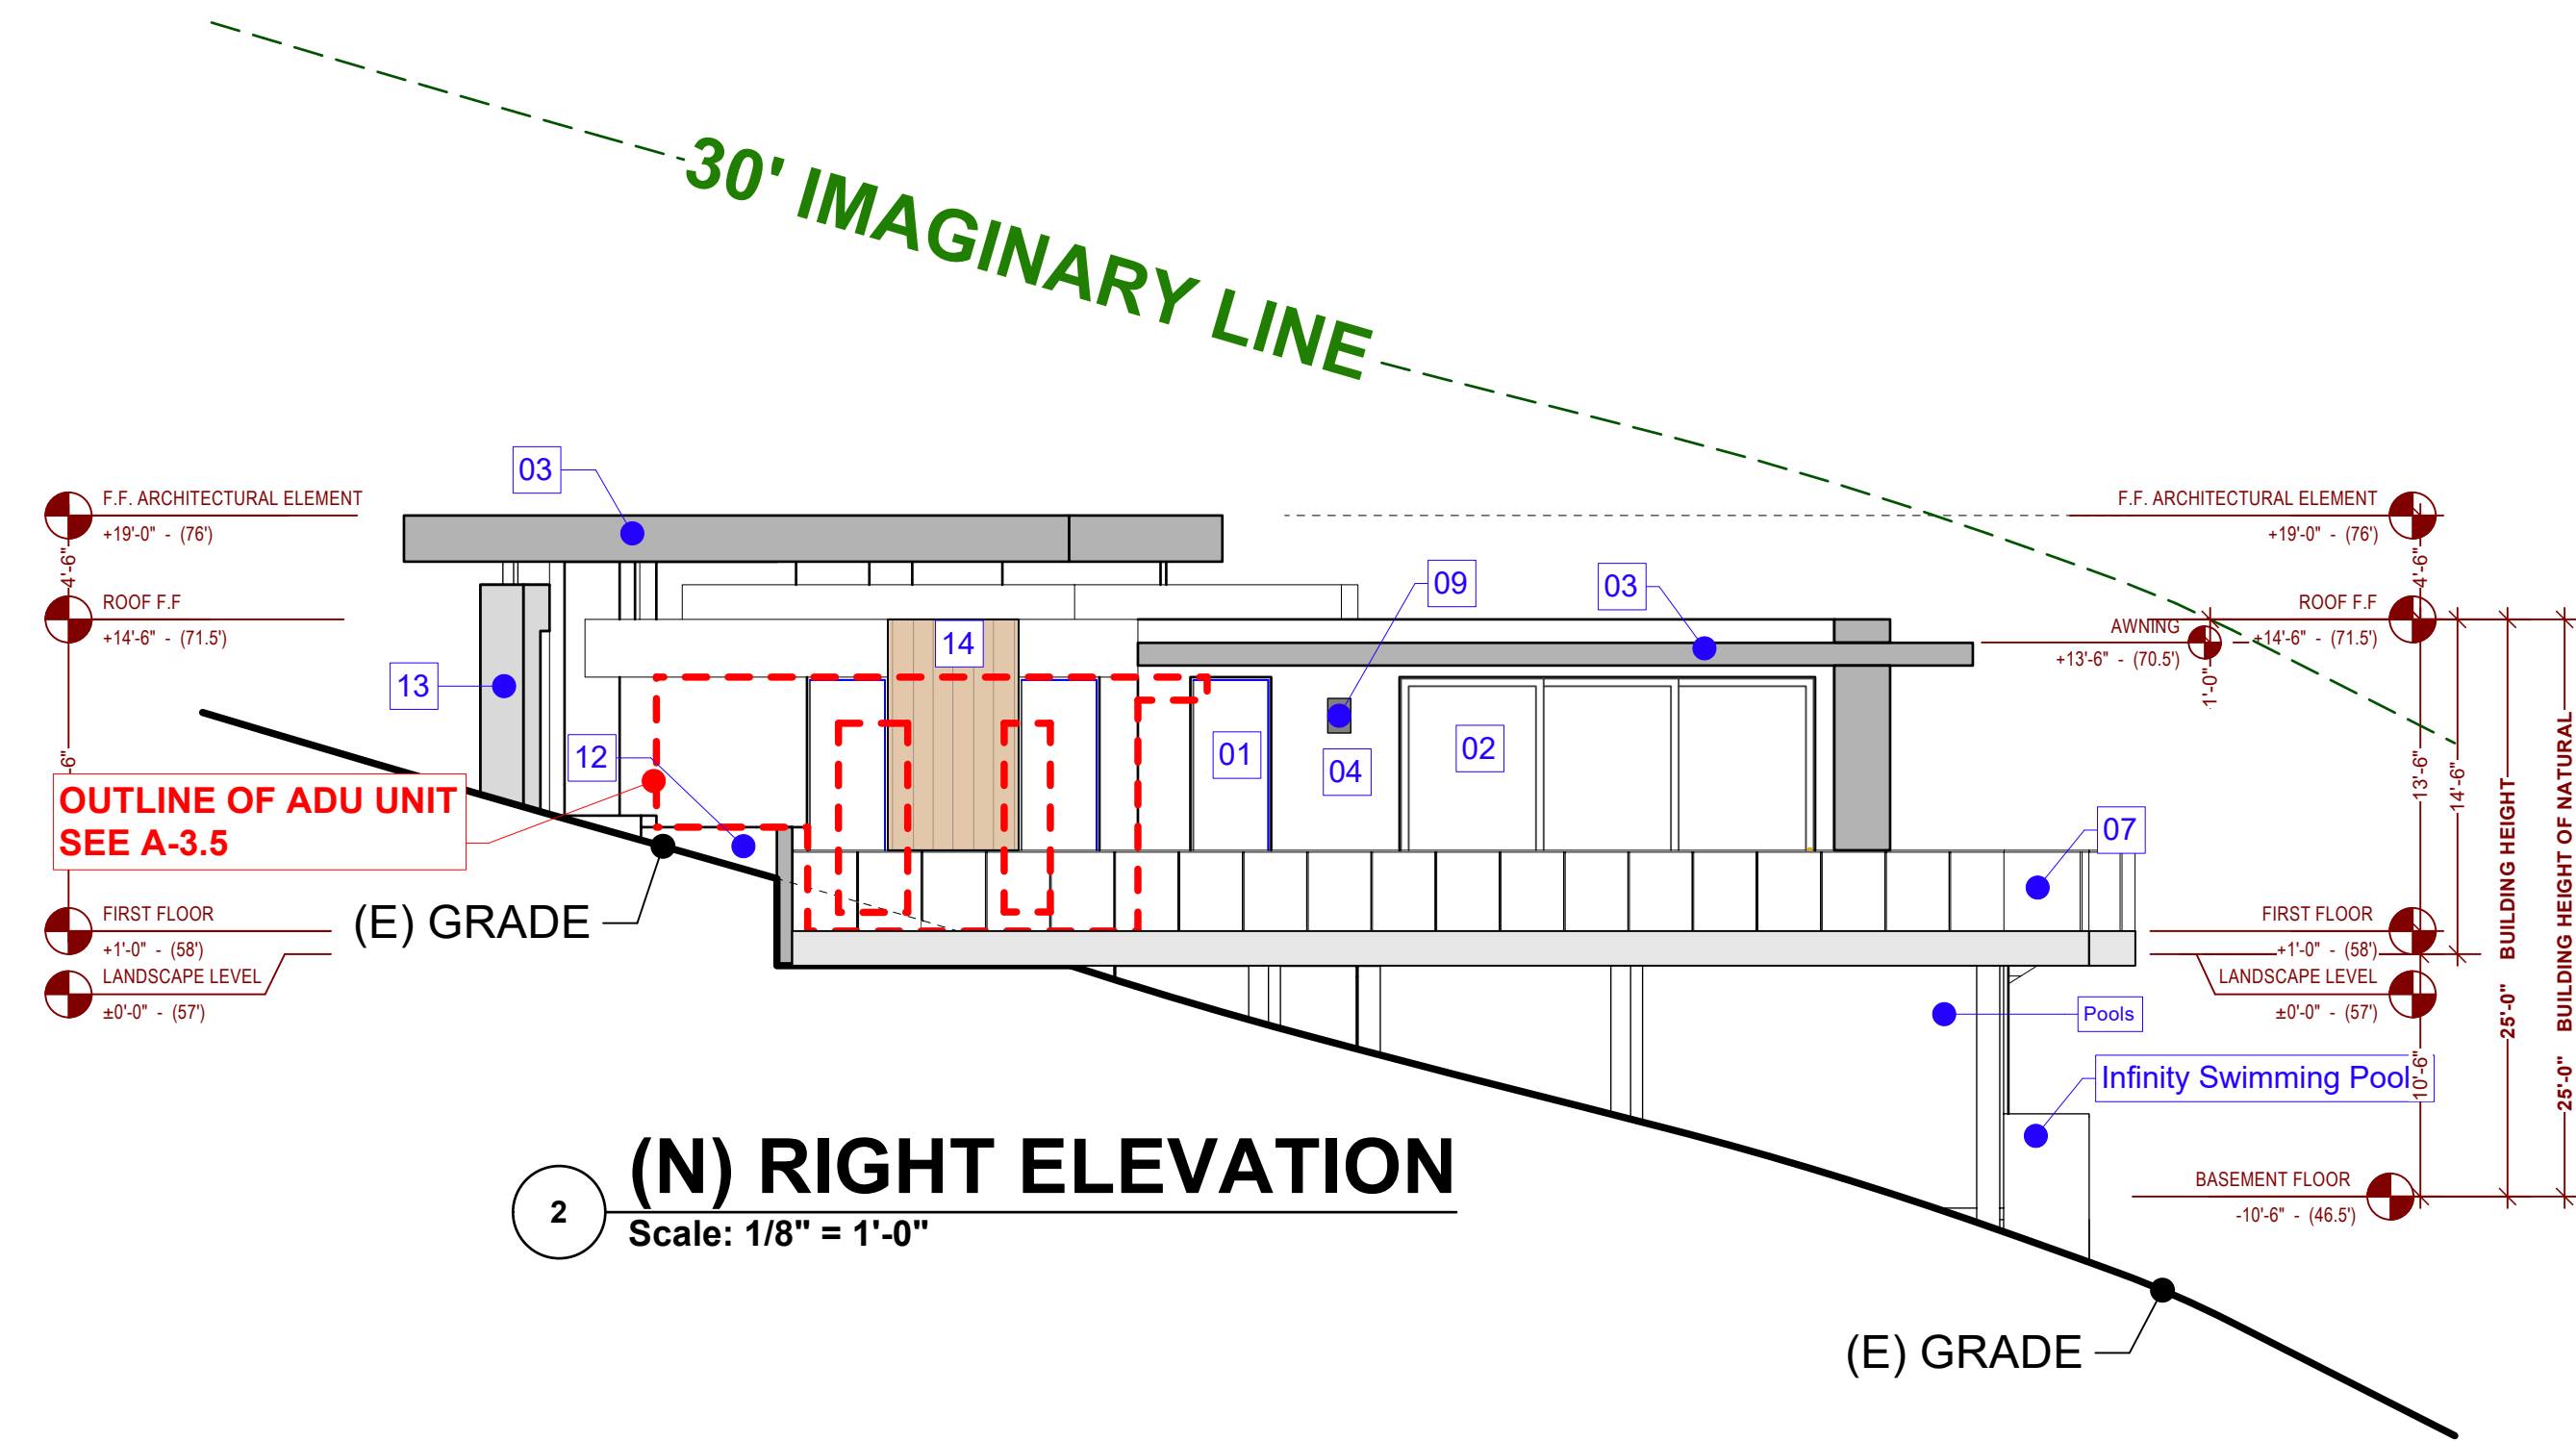 30' IMAGINARY LINE
03
F.F. ARCHITECTURAL ELEMENT
+19'-0" - (76')
4'-6"
ROOF F.F
+14'-6" - (71.5')
13
12
14
01
09
04
02
03
07
6"
OUTLINE OF ADU UNIT
SEE A-3.5
(E) GRADE
FIRST FLOOR
+1'-0" - (58')
LANDSCAPE LEVEL
±0'-0" - (57')
F.F. ARCHITECTURAL ELEMENT
+19'-0" - (76')
4'-6"
ROOF F.F
+14'-6" - (71.5')
AWNING
+13'-6" - (70.5')
1'-0"
13'-6"
14'-6"
25'-0" BUILDING HEIGHT
25'-0" BUILDING HEIGHT OF NATURAL
FIRST FLOOR
+1'-0" - (58')
LANDSCAPE LEVEL
±0'-0" - (57')
Pools
Infinity Swimming Pool
10'-6"
BASEMENT FLOOR
-10'-6" - (46.5')
2
(N) RIGHT ELEVATION
Scale: 1/8" = 1'-0"
(E) GRADE